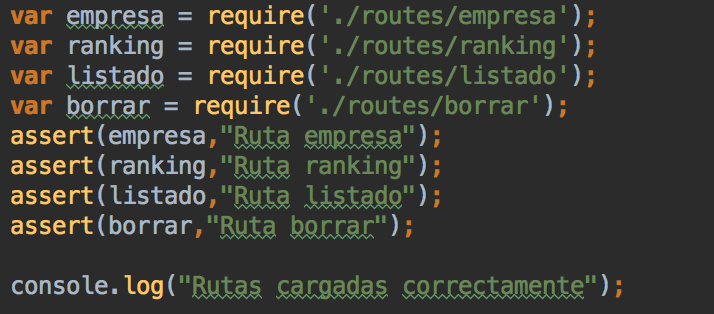 var empresa = require('./routes/empresa');
var ranking = require('./routes/ranking');
var listado = require('./routes/listado');
var borrar = require('./routes/borrar');
assert(empresa,"Ruta empresa");
assert(ranking,"Ruta ranking");
assert(listado,"Ruta listado");
assert(borrar,"Ruta borrar");
console.log("Rutas cargadas correctamente");